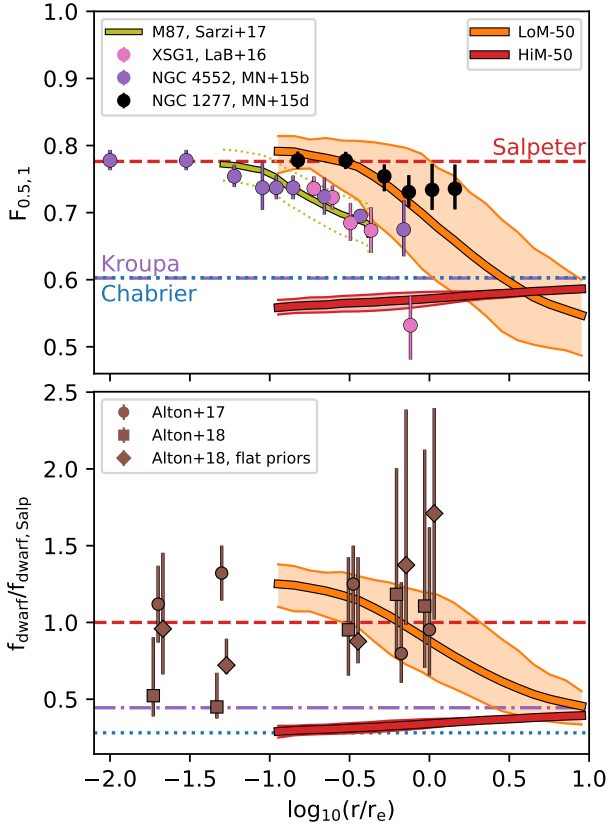 M87, Sarzi+17
XSG1, LaB+16
NGC 4552, MN+15b
NGC 1277, MN+15d
LoM-50
HiM-50
1.0
0.9
0.8
0.7
0.6
0.5
F0.5, 1
Salpeter
Kroupa
Chabrier
Alton+17
Alton+18
Alton+18, flat priors
2.5
2.0
1.5
1.0
0.5
fdwarf/fdwarf, Salp
−2.0 −1.5 −1.0 −0.5 0.0 0.5 1.0
log10(r/re)